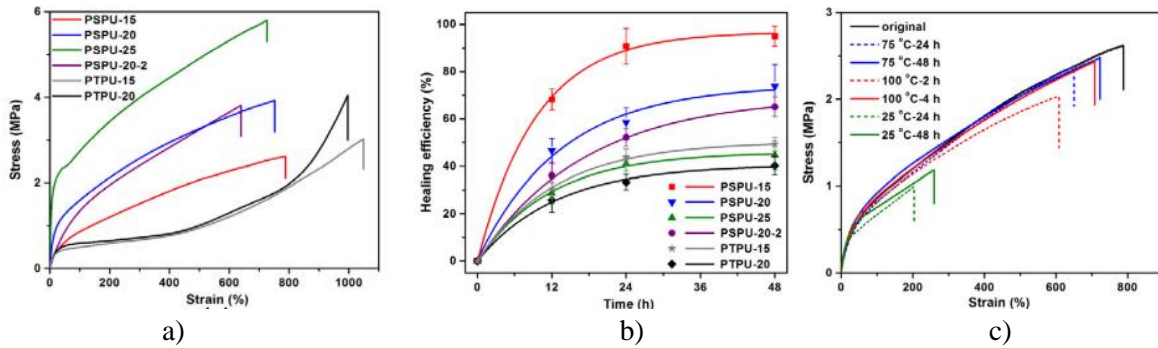 6
4
2
0
Stress (MPa)
PSPU-15
PSPU-20
PSPU-25
PSPU-20-2
PTPU-15
PTPU-20
0 200 400 600 800 1000
Strain (%)
a)
100
80
60
40
20
0
Healing efficiency (%)
PSPU-15
PSPU-20
PSPU-25
PSPU-20-2
PTPU-15
PTPU-20
0 12 24 36 48
Time (h)
b)
3
2
1
0
Stress (MPa)
original
75 °C-24 h
75 °C-48 h
100 °C-2 h
100 °C-4 h
25 °C-24 h
25 °C-48 h
0 200 400 600 800
Strain (%)
c)